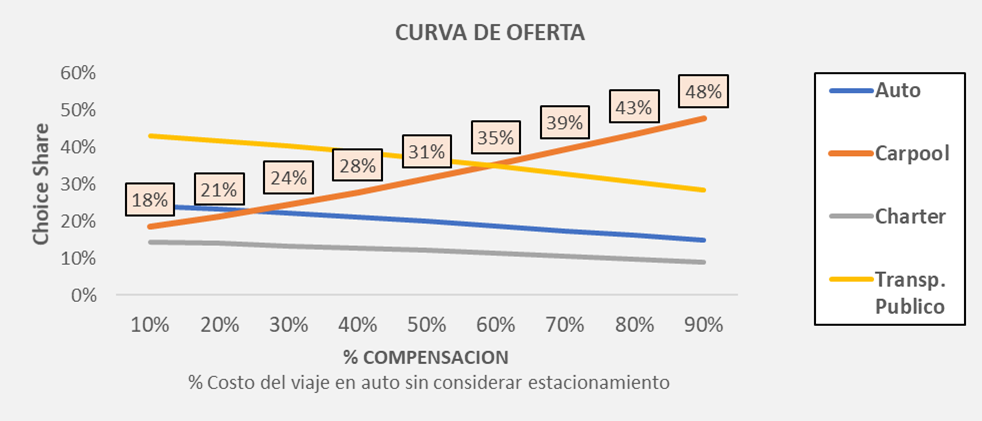 CURVA DE OFERTA
Choice Share
60%
50%
40%
30%
20%
10%
0%
18%
21%
24%
28%
31%
35%
39%
43%
48%
10% 20% 30% 40% 50% 60% 70% 80% 90%
% COMPENSACION
% Costo del viaje en auto sin considerar estacionamiento
Auto
Carpool
Charter
Transp.
Publico